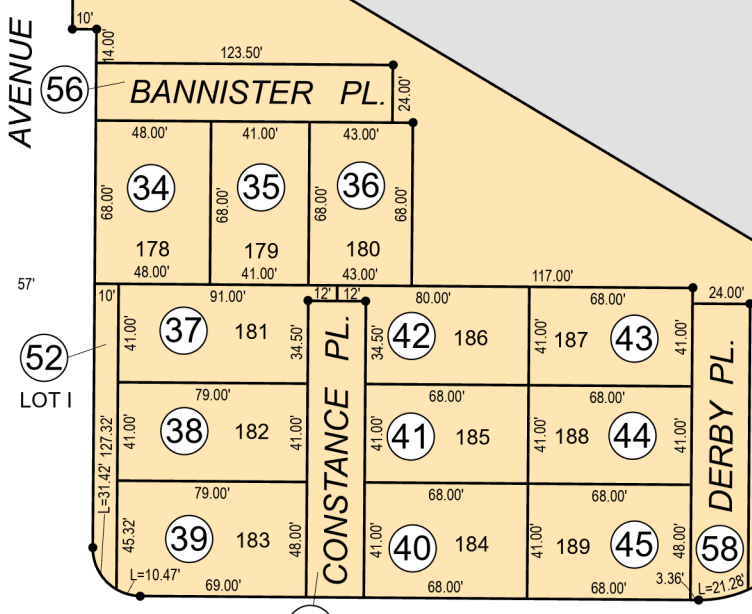 10'
AVENUE
14.00'
123.50'
56
BANNISTER PL.
24.00'
48.00' 41.00' 43.00'
34 35 36
68.00' 68.00' 68.00' 68.00'
178 179 180
48.00' 41.00' 43.00'
57'
117.00'
10' 91.00' 12' 12' 80.00' 68.00' 24.00'
41.00' 37 181 34.50' 34.50' 42 186 41.00' 187 43 41.00'
52
LOT I
CONSTANCE PL.
DERBY PL.
79.00' 68.00' 68.00'
127.32' 41.00' 38 182 41.00' 41.00' 41 185 41.00' 188 44 41.00'
L=31.42'
79.00' 68.00' 68.00'
45.32' 39 183 48.00' 41.00' 40 184 41.00' 189 45 48.00' 58
L=10.47' 69.00' 68.00' 68.00' 3.36' L=21.28'